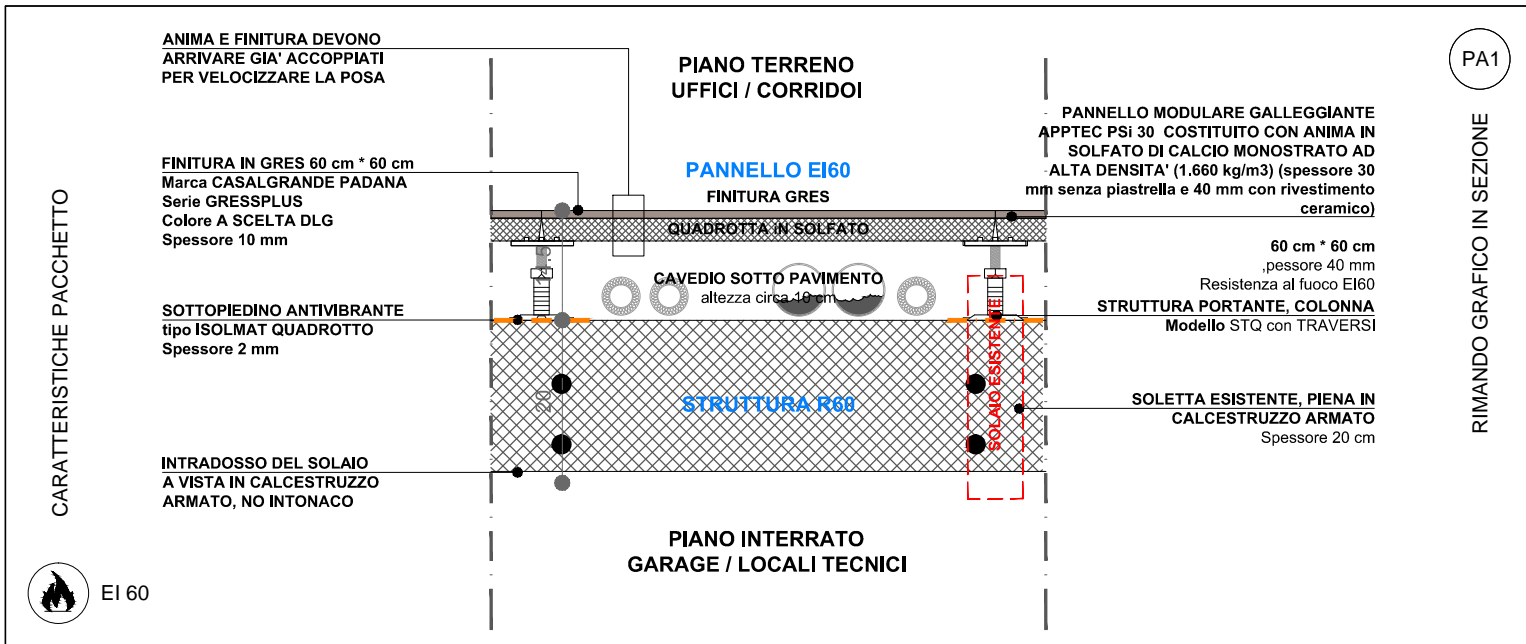 CARATTERISTICHE PACCHETTO
ANIMA E FINITURA DEVONO
ARRIVARE GIA' ACCOPPIATI
PER VELOCIZZARE LA POSA
FINITURA IN GRES 60 cm * 60 cm
Marca CASALGRANDE PADANA
Serie GRESSPLUS
Colore A SCELTA DLG
Spessore 10 mm
SOTTOPIEDINO ANTIVIBRANTE
tipo ISOLMAT QUADROTTO
Spessore 2 mm
INTRADOSSO DEL SOLAIO
A VISTA IN CALCESTRUZZO
ARMATO, NO INTONACO
EI 60
PIANO TERRENO
UFFICI / CORRIDOI
PANNELLO EI60
FINITURA GRES
QUADROTTA iN SOLFATO
CAVEDIO SOTTO PAVIMENTO
altezza circa 10 cm
20
STRUTTURA R60
SOLAIO ESISTENTE
PIANO INTERRATO
GARAGE / LOCALI TECNICI
PANNELLO MODULARE GALLEGGIANTE
APPTEC PSi 30 COSTITUITO CON ANIMA IN
SOLFATO DI CALCIO MONOSTRATO AD
ALTA DENSITA' (1.660 kg/m3) (spessore 30
mm senza piastrella e 40 mm con rivestimento
ceramico)
60 cm * 60 cm
,pessore 40 mm
Resistenza al fuoco EI60
STRUTTURA PORTANTE, COLONNA
Modello STQ con TRAVERSI
SOLETTA ESISTENTE, PIENA IN
CALCESTRUZZO ARMATO
Spessore 20 cm
PA1
RIMANDO GRAFICO IN SEZIONE